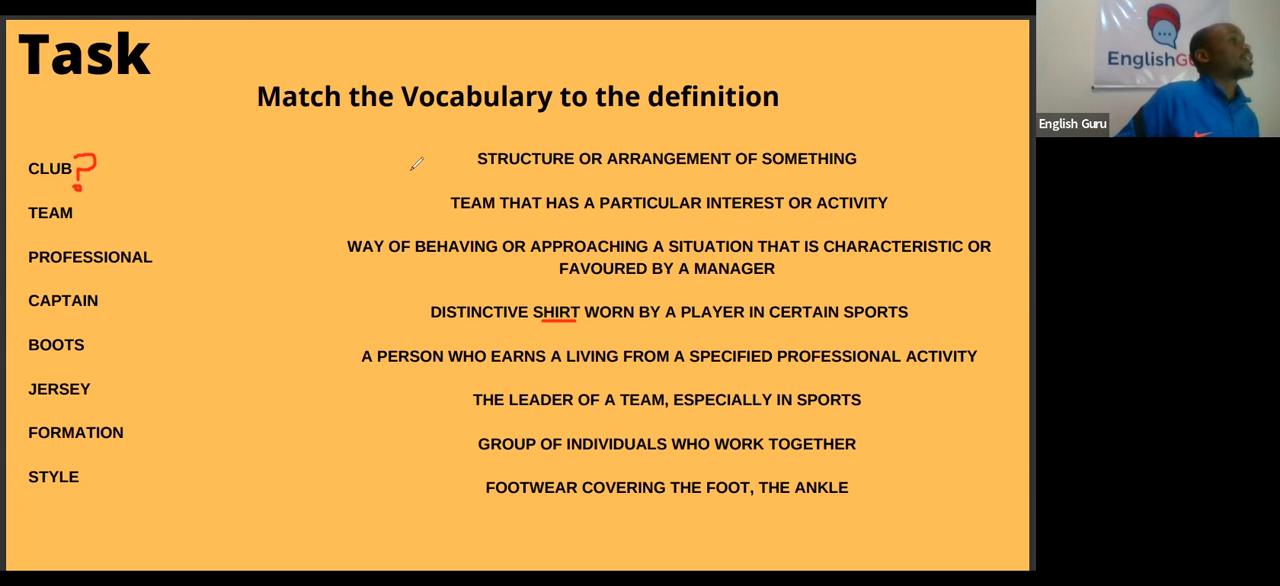 Task
Match the Vocabulary to the definition
CLUB?
TEAM
PROFESSIONAL
CAPTAIN
BOOTS
JERSEY
FORMATION
STYLE
STRUCTURE OR ARRANGEMENT OF SOMETHING
TEAM THAT HAS A PARTICULAR INTEREST OR ACTIVITY
WAY OF BEHAVING OR APPROACHING A SITUATION THAT IS CHARACTERISTIC OR
FAVOURED BY A MANAGER
DISTINCTIVE SHIRT WORN BY A PLAYER IN CERTAIN SPORTS
A PERSON WHO EARNS A LIVING FROM A SPECIFIED PROFESSIONAL ACTIVITY
THE LEADER OF A TEAM, ESPECIALLY IN SPORTS
GROUP OF INDIVIDUALS WHO WORK TOGETHER
FOOTWEAR COVERING THE FOOT, THE ANKLE
EnglishG
English Guru